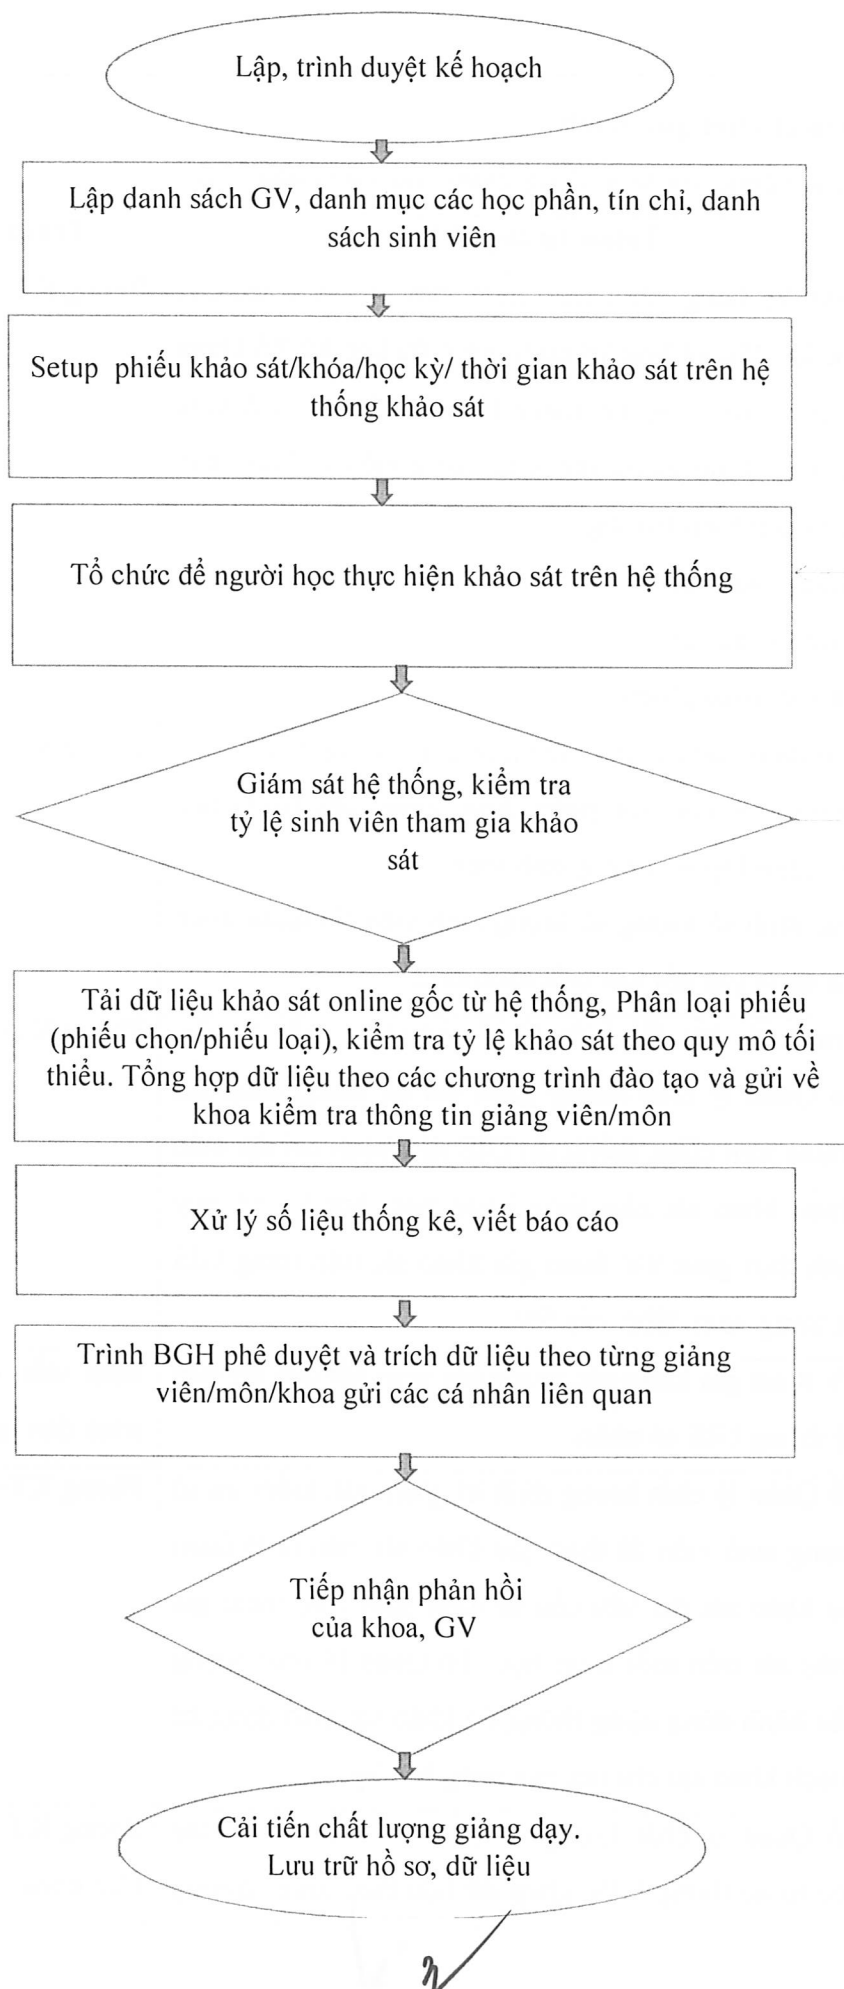 Lập, trình duyệt kế hoạch
Lập danh sách GV, danh mục các học phần, tín chỉ, danh
sách sinh viên
Setup phiếu khảo sát/khóa/học kỳ/ thời gian khảo sát trên hệ
thống khảo sát
Tổ chức để người học thực hiện khảo sát trên hệ thống
Giám sát hệ thống, kiểm tra
tỷ lệ sinh viên tham gia khảo
sát
Tải dữ liệu khảo sát online gốc từ hệ thống, Phân loại phiếu
(phiếu chọn/phiếu loại), kiểm tra tỷ lệ khảo sát theo quy mô tối
thiểu. Tổng hợp dữ liệu theo các chương trình đào tạo và gửi về
khoa kiểm tra thông tin giảng viên/môn
Xử lý số liệu thống kê, viết báo cáo
Trình BGH phê duyệt và trích dữ liệu theo từng giảng
viên/môn/khoa gửi các cá nhân liên quan
Tiếp nhận phản hồi
của khoa, GV
Cải tiến chất lượng giảng dạy.
Lưu trữ hồ sơ, dữ liệu